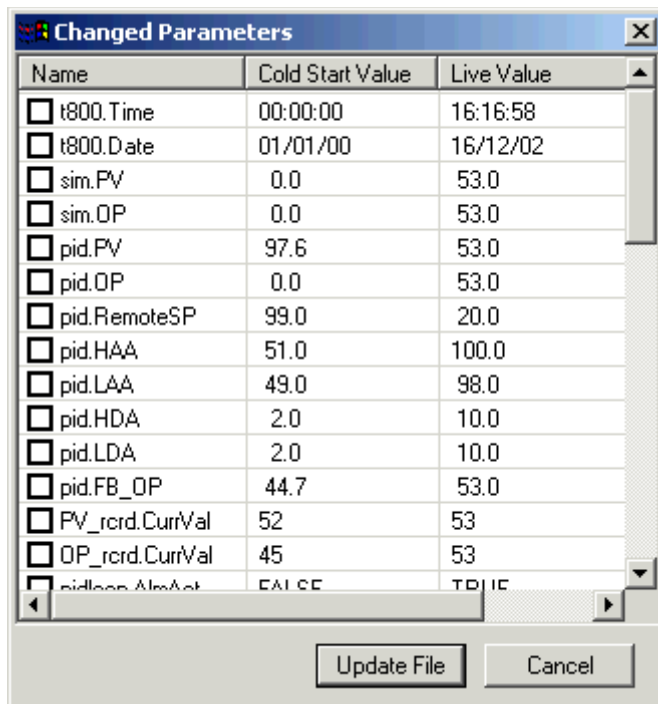 Changed Parameters
Name Cold Start Value Live Value
t800.Time 00:00:00 16:16:58
t800.Date 01/01/00 16/12/02
sim.PV 0.0 53.0
sim.OP 0.0 53.0
pid.PV 97.6 53.0
pid.OP 0.0 53.0
pid.RemoteSP 99.0 20.0
pid.HAA 51.0 100.0
pid.LAA 49.0 98.0
pid.HDA 2.0 10.0
pid.LDA 2.0 10.0
pid.FB_OP 44.7 53.0
PV_rcrd.CurrVal 52 53
OP_rcrd.CurrVal 45 53
pidloop.AlmAct FALSE TRUE
Update File Cancel